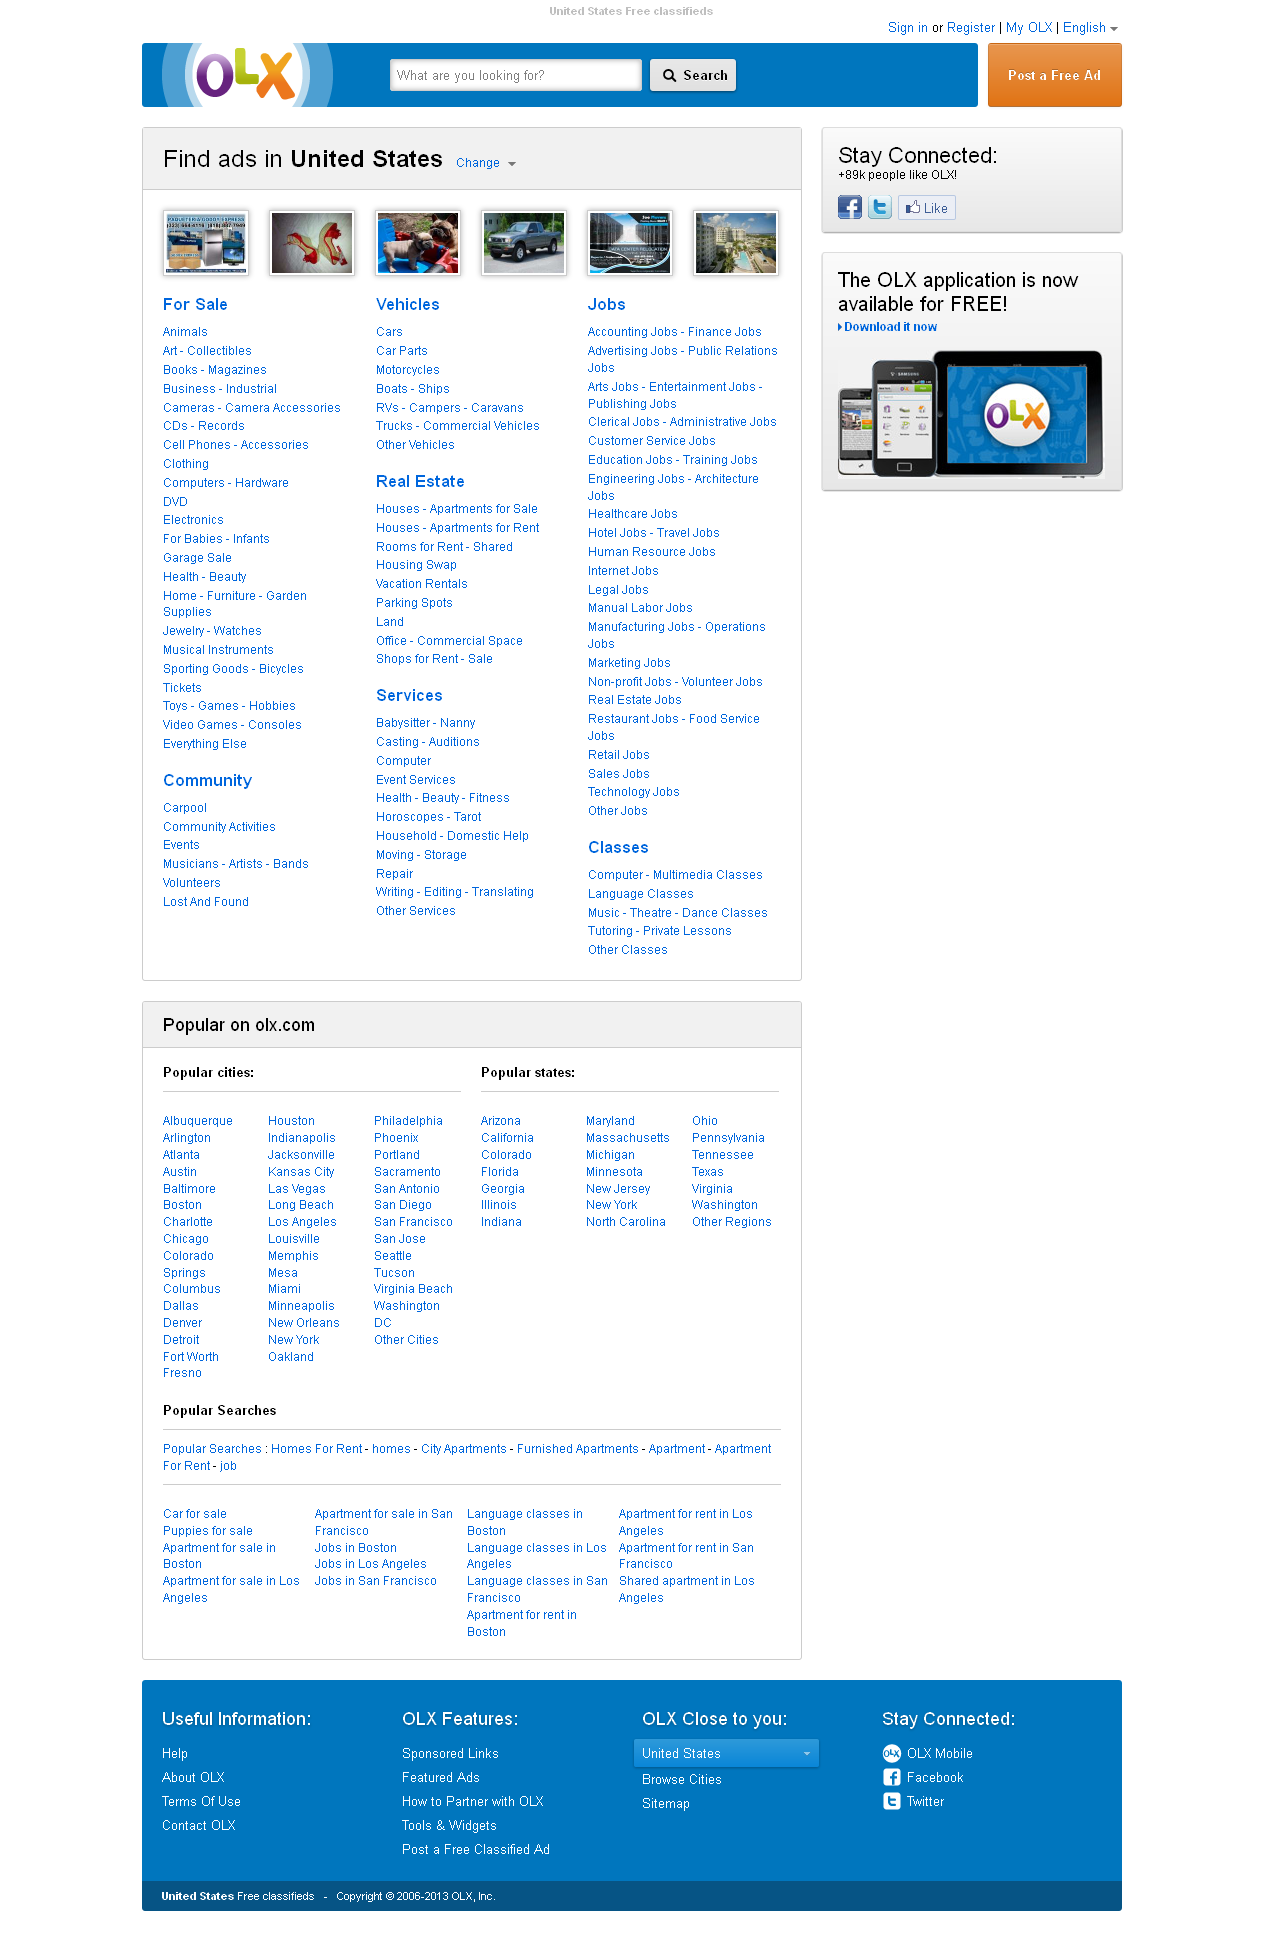 United States Free classifieds
Sign in or Register | My OLX | English
OLX
What are you looking for?
Search
Post a Free Ad
Find ads in United States Change
Stay Connected:
+89k people like OLX!
Like
The OLX application is now
available for FREE!
Download it now
OLX
For Sale
Animals
Art - Collectibles
Books - Magazines
Business - Industrial
Cameras - Camera Accessories
CDs - Records
Cell Phones - Accessories
Clothing
Computers - Hardware
DVD
Electronics
For Babies - Infants
Garage Sale
Health - Beauty
Home - Furniture - Garden
Supplies
Jewelry - Watches
Musical Instruments
Sporting Goods - Bicycles
Tickets
Toys - Games - Hobbies
Video Games - Consoles
Everything Else
Community
Carpool
Community Activities
Events
Musicians - Artists - Bands
Volunteers
Lost And Found
Vehicles
Cars
Car Parts
Motorcycles
Boats - Ships
RVs - Campers - Caravans
Trucks - Commercial Vehicles
Other Vehicles
Real Estate
Houses - Apartments for Sale
Houses - Apartments for Rent
Rooms for Rent - Shared
Housing Swap
Vacation Rentals
Parking Spots
Land
Office - Commercial Space
Shops for Rent - Sale
Services
Babysitter - Nanny
Casting - Auditions
Computer
Event Services
Health - Beauty - Fitness
Horoscopes - Tarot
Household - Domestic Help
Moving - Storage
Repair
Writing - Editing - Translating
Other Services
Jobs
Accounting Jobs - Finance Jobs
Advertising Jobs - Public Relations
Jobs
Arts Jobs - Entertainment Jobs -
Publishing Jobs
Clerical Jobs - Administrative Jobs
Customer Service Jobs
Education Jobs - Training Jobs
Engineering Jobs - Architecture
Jobs
Healthcare Jobs
Hotel Jobs - Travel Jobs
Human Resource Jobs
Internet Jobs
Legal Jobs
Manual Labor Jobs
Manufacturing Jobs - Operations
Jobs
Marketing Jobs
Non-profit Jobs - Volunteer Jobs
Real Estate Jobs
Restaurant Jobs - Food Service
Jobs
Retail Jobs
Sales Jobs
Technology Jobs
Other Jobs
Classes
Computer - Multimedia Classes
Language Classes
Music - Theatre - Dance Classes
Tutoring - Private Lessons
Other Classes
Popular on olx.com
Popular cities:
Albuquerque
Arlington
Atlanta
Austin
Baltimore
Boston
Charlotte
Chicago
Colorado
Springs
Columbus
Dallas
Denver
Detroit
Fort Worth
Fresno
Houston
Indianapolis
Jacksonville
Kansas City
Las Vegas
Long Beach
Los Angeles
Louisville
Memphis
Mesa
Miami
Minneapolis
New Orleans
New York
Oakland
Philadelphia
Phoenix
Portland
Sacramento
San Antonio
San Diego
San Francisco
San Jose
Seattle
Tucson
Virginia Beach
Washington
DC
Other Cities
Popular states:
Arizona
California
Colorado
Florida
Georgia
Illinois
Indiana
Maryland
Massachusetts
Michigan
Minnesota
New Jersey
New York
North Carolina
Ohio
Pennsylvania
Tennessee
Texas
Virginia
Washington
Other Regions
Popular Searches
Popular Searches : Homes For Rent - homes - City Apartments - Furnished Apartments - Apartment - Apartment
For Rent - job
Car for sale
Puppies for sale
Apartment for sale in
Boston
Apartment for sale in Los
Angeles
Apartment for sale in San
Francisco
Jobs in Boston
Jobs in Los Angeles
Jobs in San Francisco
Language classes in
Boston
Language classes in Los
Angeles
Language classes in San
Francisco
Apartment for rent in
Boston
Apartment for rent in Los
Angeles
Apartment for rent in San
Francisco
Shared apartment in Los
Angeles
Useful Information:
Help
About OLX
Terms Of Use
Contact OLX
OLX Features:
Sponsored Links
Featured Ads
How to Partner with OLX
Tools & Widgets
Post a Free Classified Ad
OLX Close to you:
United States
Browse Cities
Sitemap
Stay Connected:
OLX Mobile
Facebook
Twitter
United States Free classifieds - Copyright © 2006-2013 OLX, Inc.